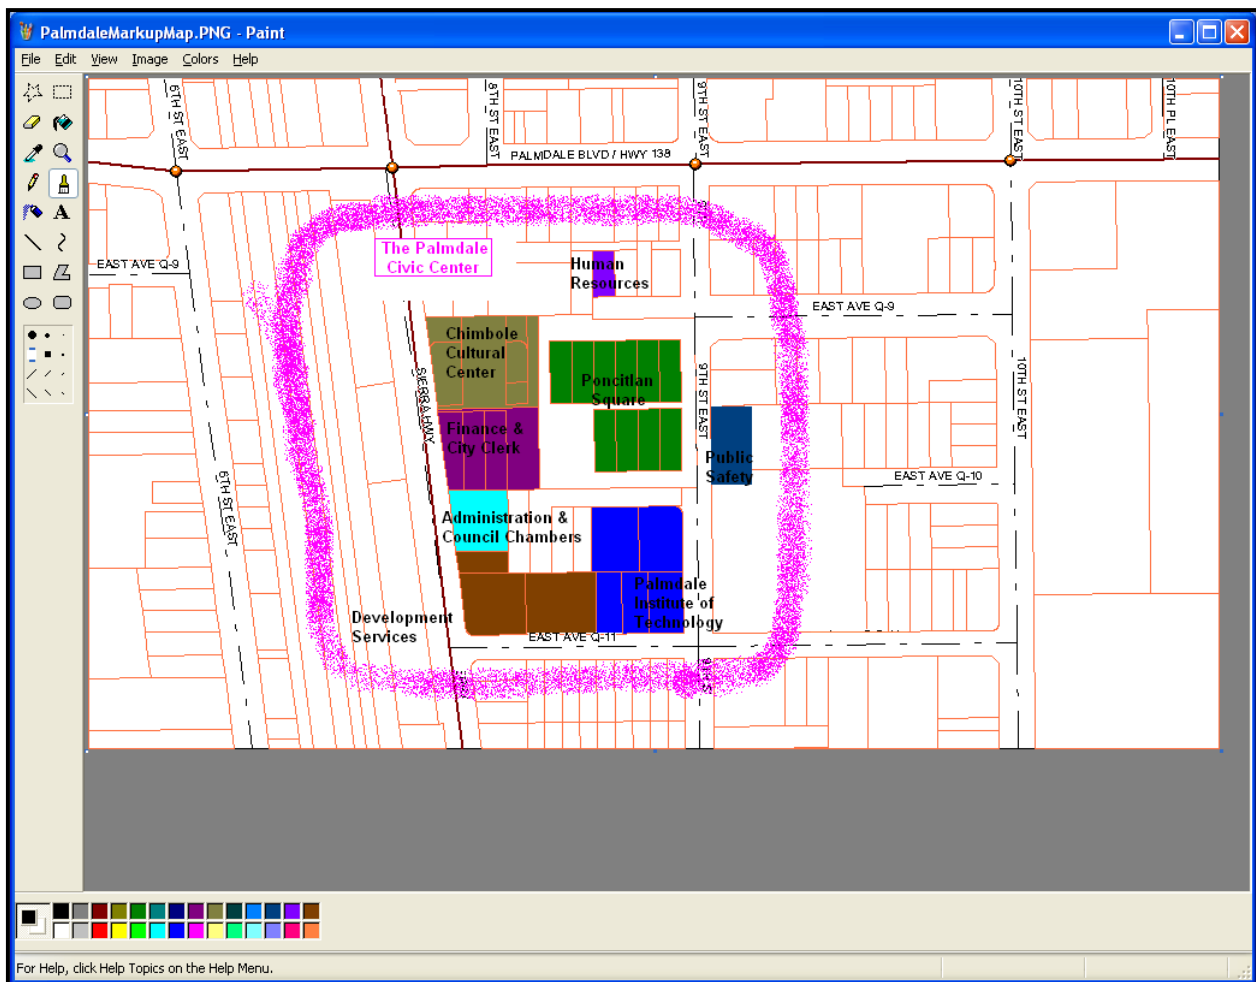 PalmdaleMarkupMap.PNG - Paint
File Edit View Image Colors Help
6TH ST EAST
8TH ST EAST
9TH ST EAST
10TH ST EAST
10TH PL EAST
PALMDALE BLVD / HWY 138
The Palmdale
Civic Center
EAST AVE Q-9
Human
Resources
EAST AVE Q-9
Chimbole
Cultural
Center
Poncitlan
Square
SIERRA HWY
9TH ST EAST
10TH ST EAST
Finance &
City Clerk
Public
Safety
EAST AVE Q-10
6TH ST EAST
Administration &
Council Chambers
Palmdale
Institute of
Technology
Development
Services
EAST AVE Q-11
9TH S
For Help, click Help Topics on the Help Menu.